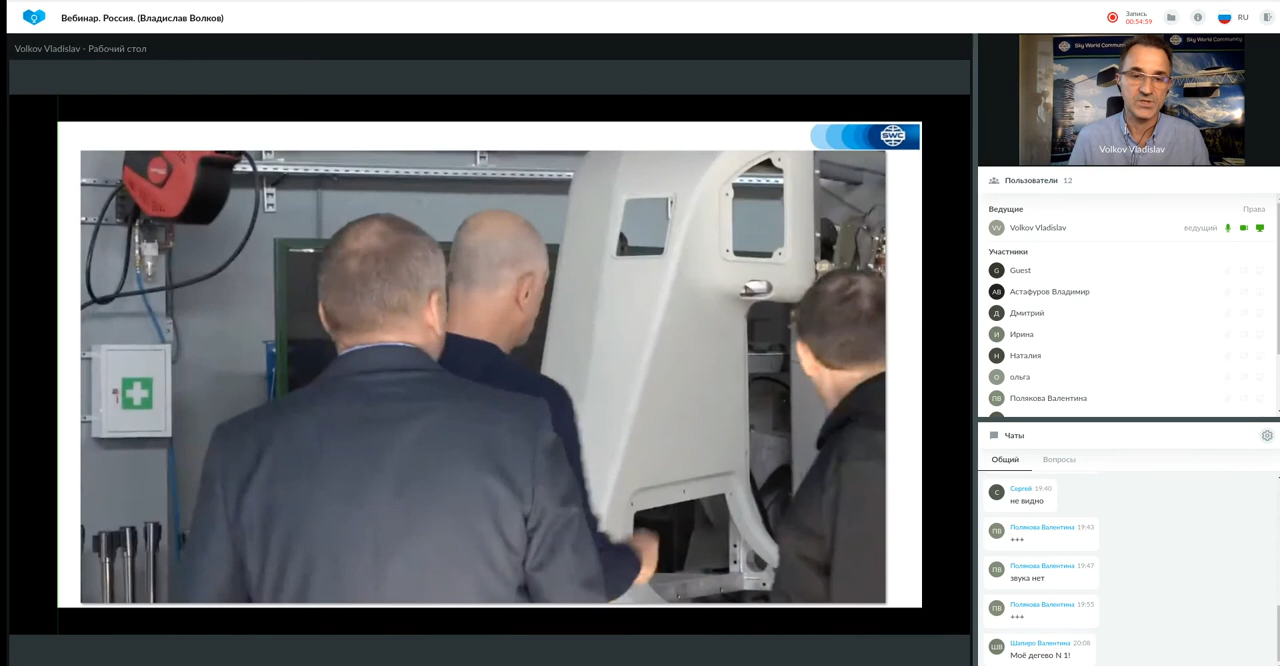 Вебинар. Россия. (Владислав Волков)
Запись
00:54:59
RU
Volkov Vladislav - Рабочий стол
SWC
Sky World Community
Sky World Community
Volkov Vladislav
Пользователи 12
Ведущие Права
VV Volkov Vladislav ведущий
Участники
G Guest
АВ Астафуров Владимир
Д Дмитрий
И Ирина
Н Наталия
О ольга
ПВ Полякова Валентина
Чаты
Общий Вопросы
С Сергей 19:40
не видно
ПВ Полякова Валентина 19:43
+++
ПВ Полякова Валентина 19:47
звука нет
ПВ Полякова Валентина 19:55
+++
ШВ Шапиро Валентина 20:08
Моё дегево N 1!